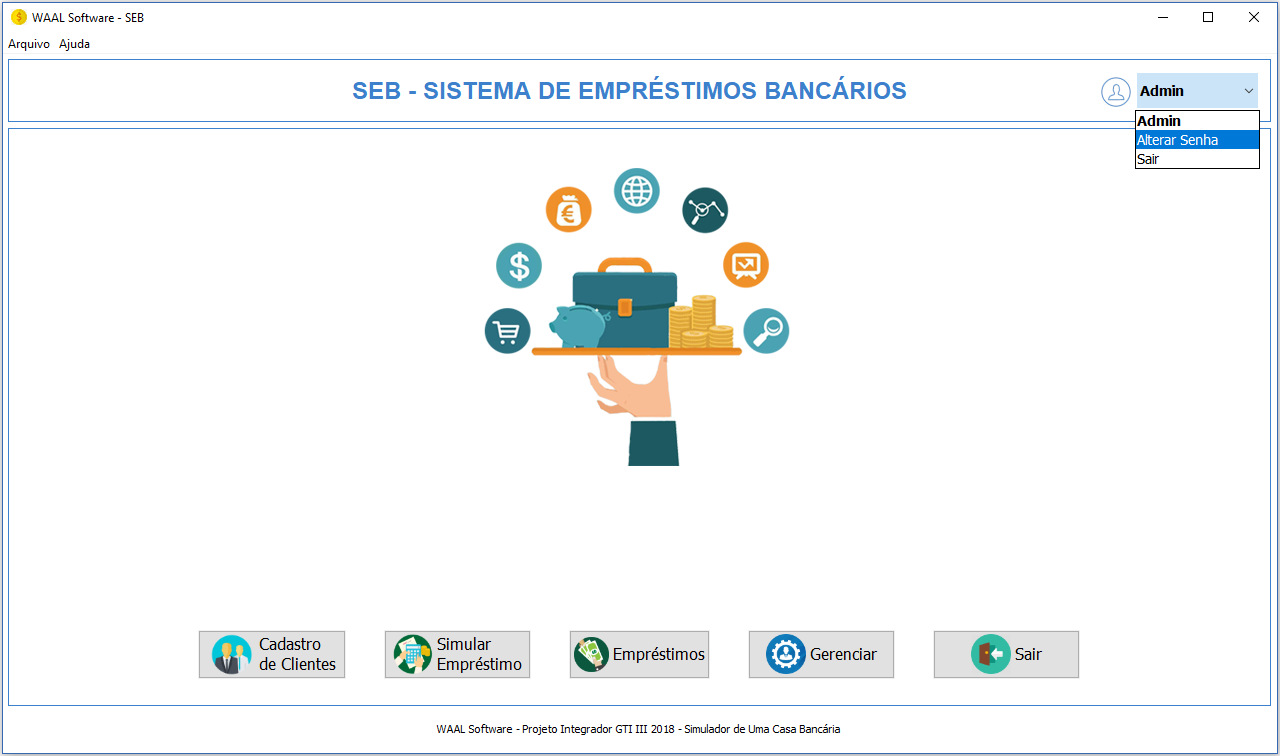 WAAL Software - SEB
Arquivo Ajuda
SEB - SISTEMA DE EMPRÉSTIMOS BANCÁRIOS
Admin
Admin
Alterar Senha
Sair
Cadastro
de Clientes
Simular
Empréstimo
Empréstimos
Gerenciar
Sair
WAAL Software - Projeto Integrador GTI III 2018 - Simulador de Uma Casa Bancária